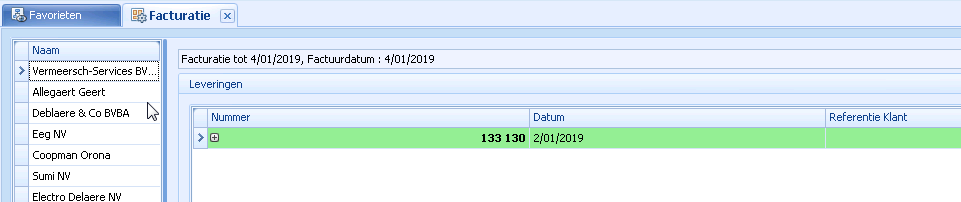 Favorieten
Facturatie
Naam
Vermeersch-Services BV...
Allegaert Geert
Deblaere & Co BVBA
Eeg NV
Coopman Orona
Sumi NV
Electro Delaere NV
Facturatie tot 4/01/2019, Factuurdatum : 4/01/2019
Leveringen
Nummer Datum Referentie Klant
133 130 2/01/2019